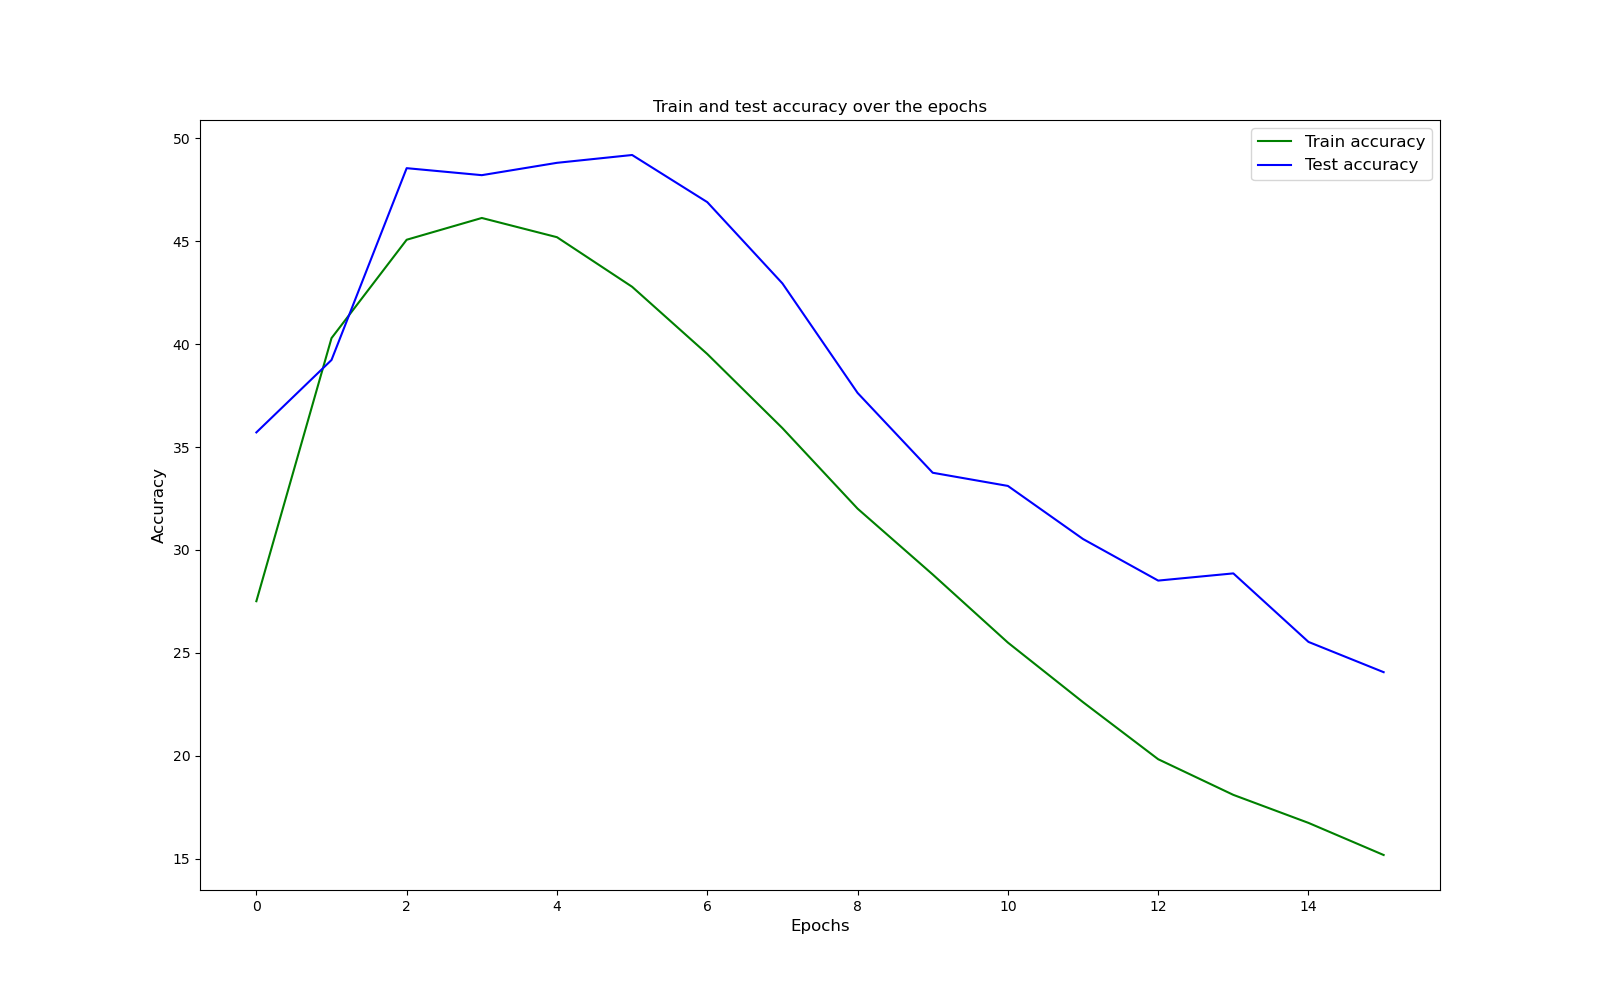 Train and test accuracy over the epochs
Train accuracy
Test accuracy
50
45
40
35
30
25
20
15
Accuracy
0 2 4 6 8 10 12 14
Epochs